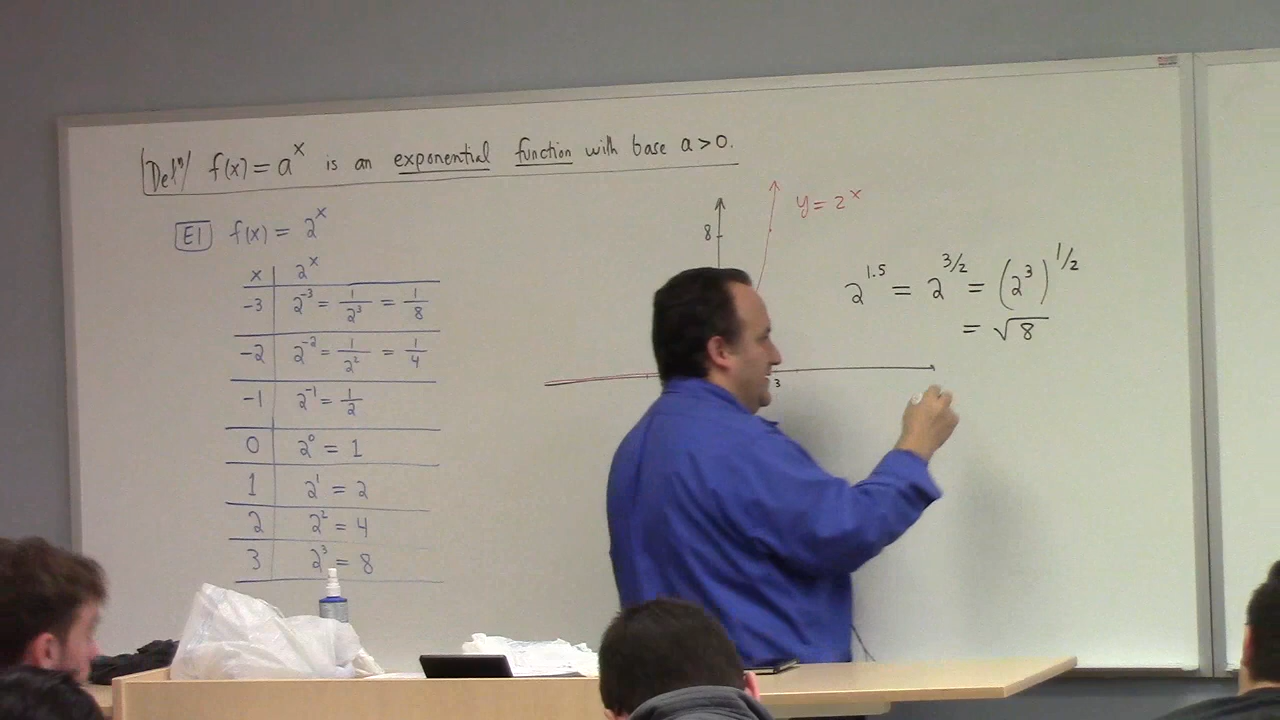 Defⁿ/ f(x) = a^x is an exponential function with base a > 0.
E1 f(x) = 2^x
x 2^x
-3 2^-3 = 1/2^3 = 1/8
-2 2^-2 = 1/2^2 = 1/4
-1 2^-1 = 1/2
0 2^0 = 1
1 2^1 = 2
2 2^2 = 4
3 2^3 = 8
y = 2^x
8
3
2^1.5 = 2^3/2 = (2^3)^1/2
= √8